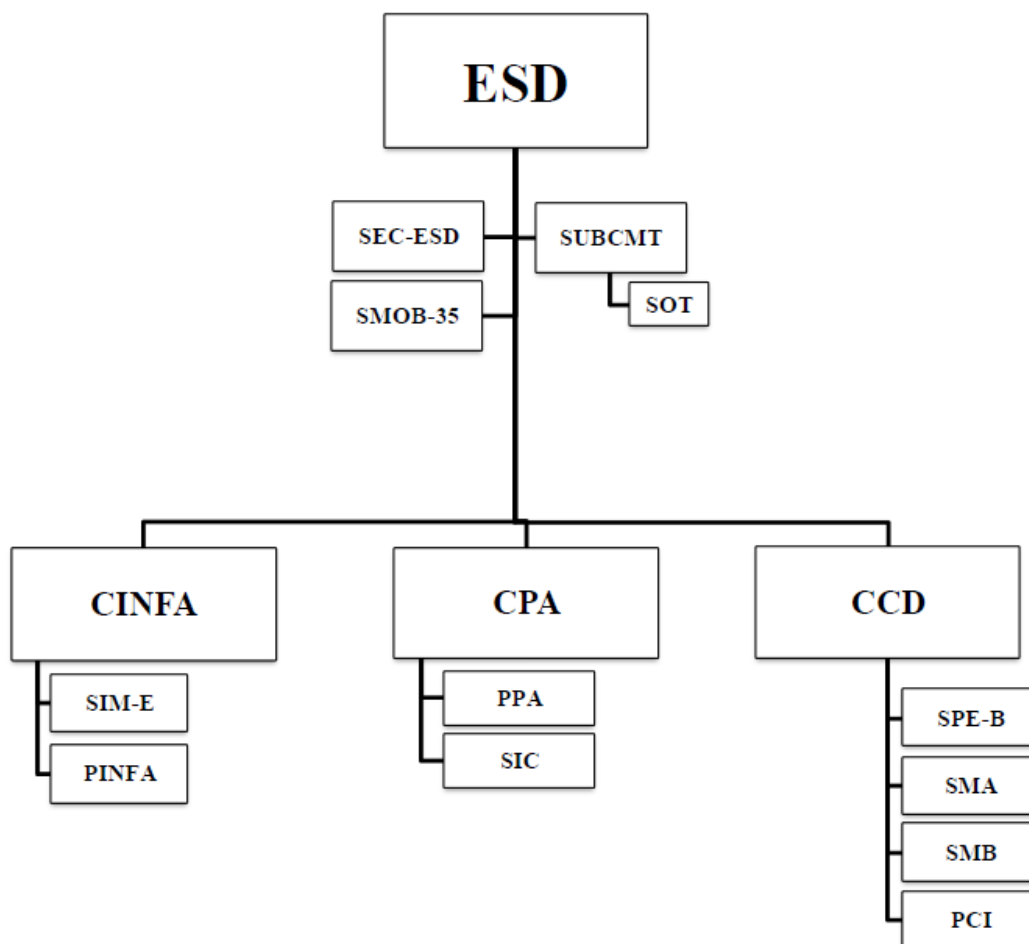 ESD
SEC-ESD
SUBCMT
SMOB-35
SOT
CINFA
CPA
CCD
SIM-E
PINFA
PPA
SIC
SPE-B
SMA
SMB
PCI